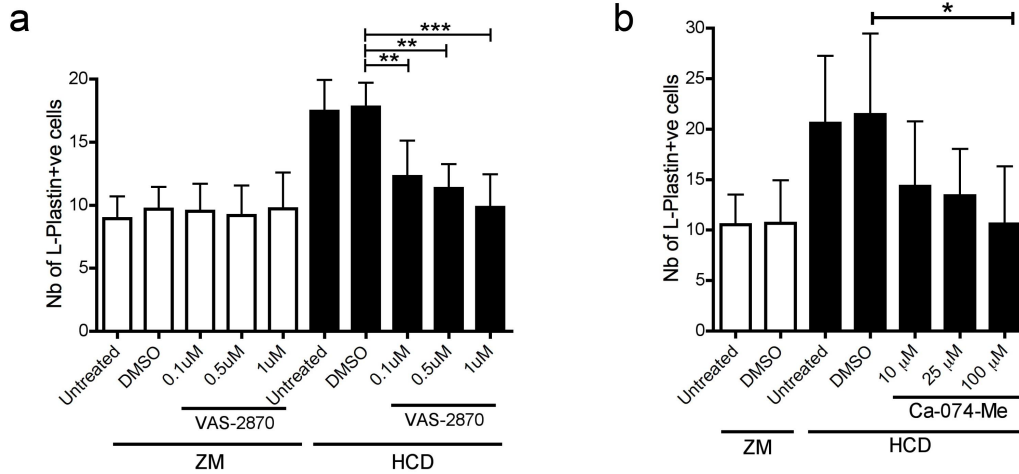 a
***
**
**
Nb of L-Plastin+ve cells
20
15
10
5
0
Untreated
DMSO
0.1uM
0.5uM
1uM
Untreated
DMSO
0.1uM
0.5uM
1uM
VAS-2870
VAS-2870
ZM
HCD
b
*
Nb of L-Plastin+ve cells
30
25
20
15
10
5
0
Untreated
DMSO
Untreated
DMSO
10 μM
25 μM
100 μM
Ca-074-Me
ZM
HCD